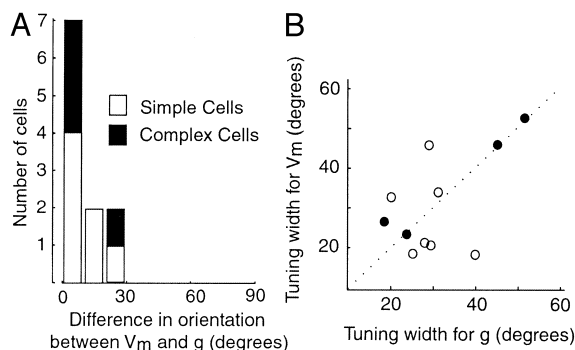 A
7
6
5
4
3
2
1
Number of cells
Simple Cells
Complex Cells
0
30
60
90
Difference in orientation
between Vm and g (degrees)
B
60
40
20
Tuning width for Vm (degrees)
20
40
60
Tuning width for g (degrees)